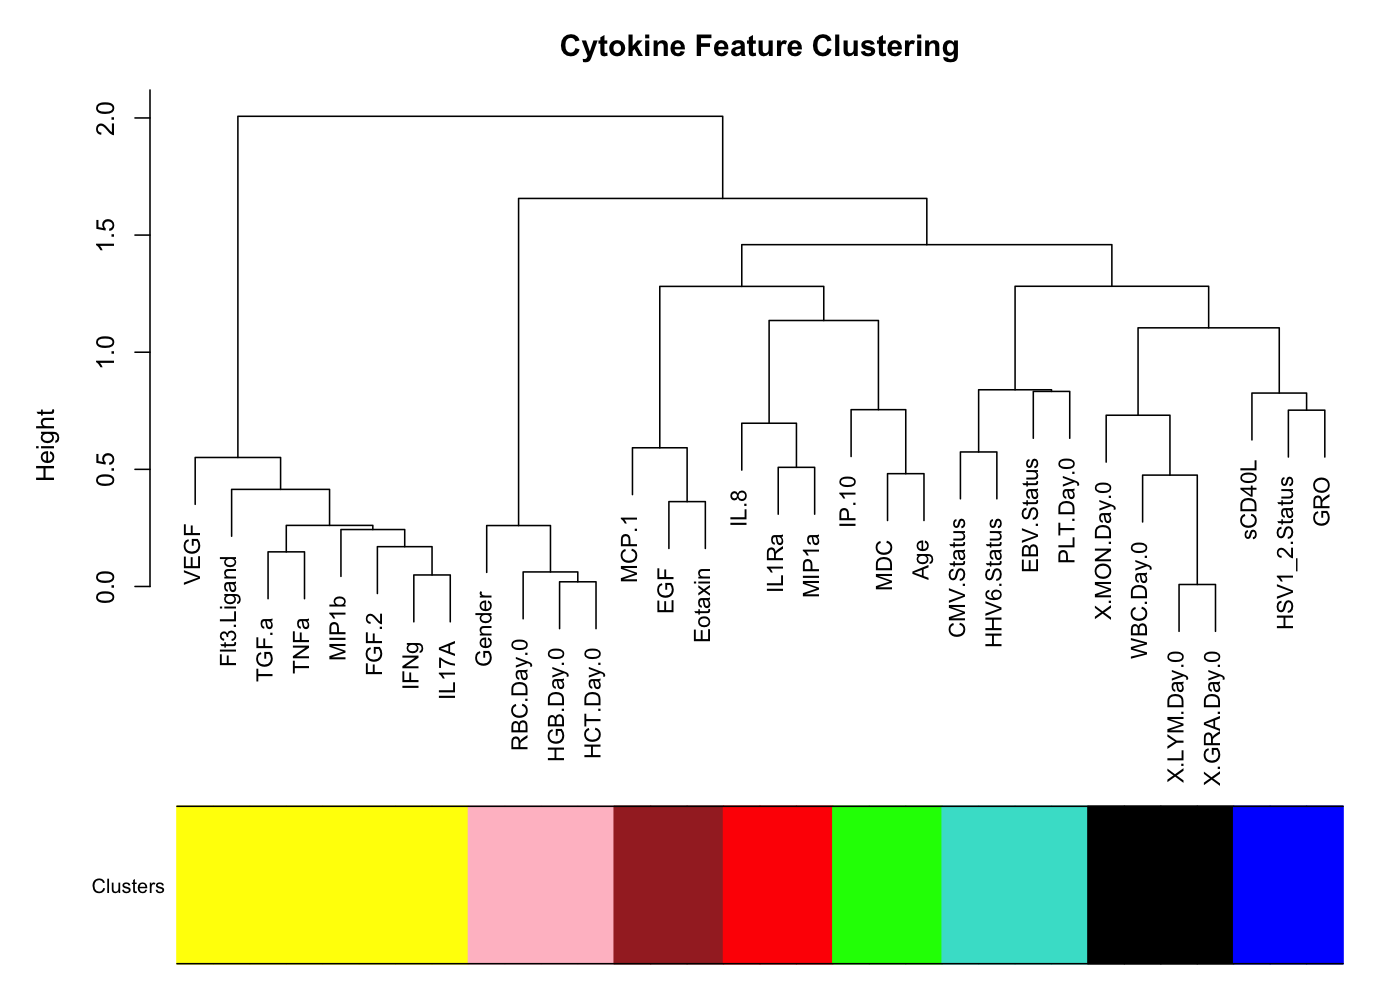 Cytokine Feature Clustering
Height
2.0
1.5
1.0
0.5
0.0
VEGF
Flt3.Ligand
TGF.a
TNFa
MIP1b
FGF.2
IFNg
IL17A
Gender
RBC.Day.0
HGB.Day.0
HCT.Day.0
MCP.1
EGF
Eotaxin
IL.8
IL1Ra
MIP1a
IP.10
MDC
Age
CMV.Status
HHV6.Status
EBV.Status
PLT.Day.0
X.MON.Day.0
WBC.Day.0
X.LYM.Day.0
X.GRA.Day.0
sCD40L
HSV1_2.Status
GRO
Clusters